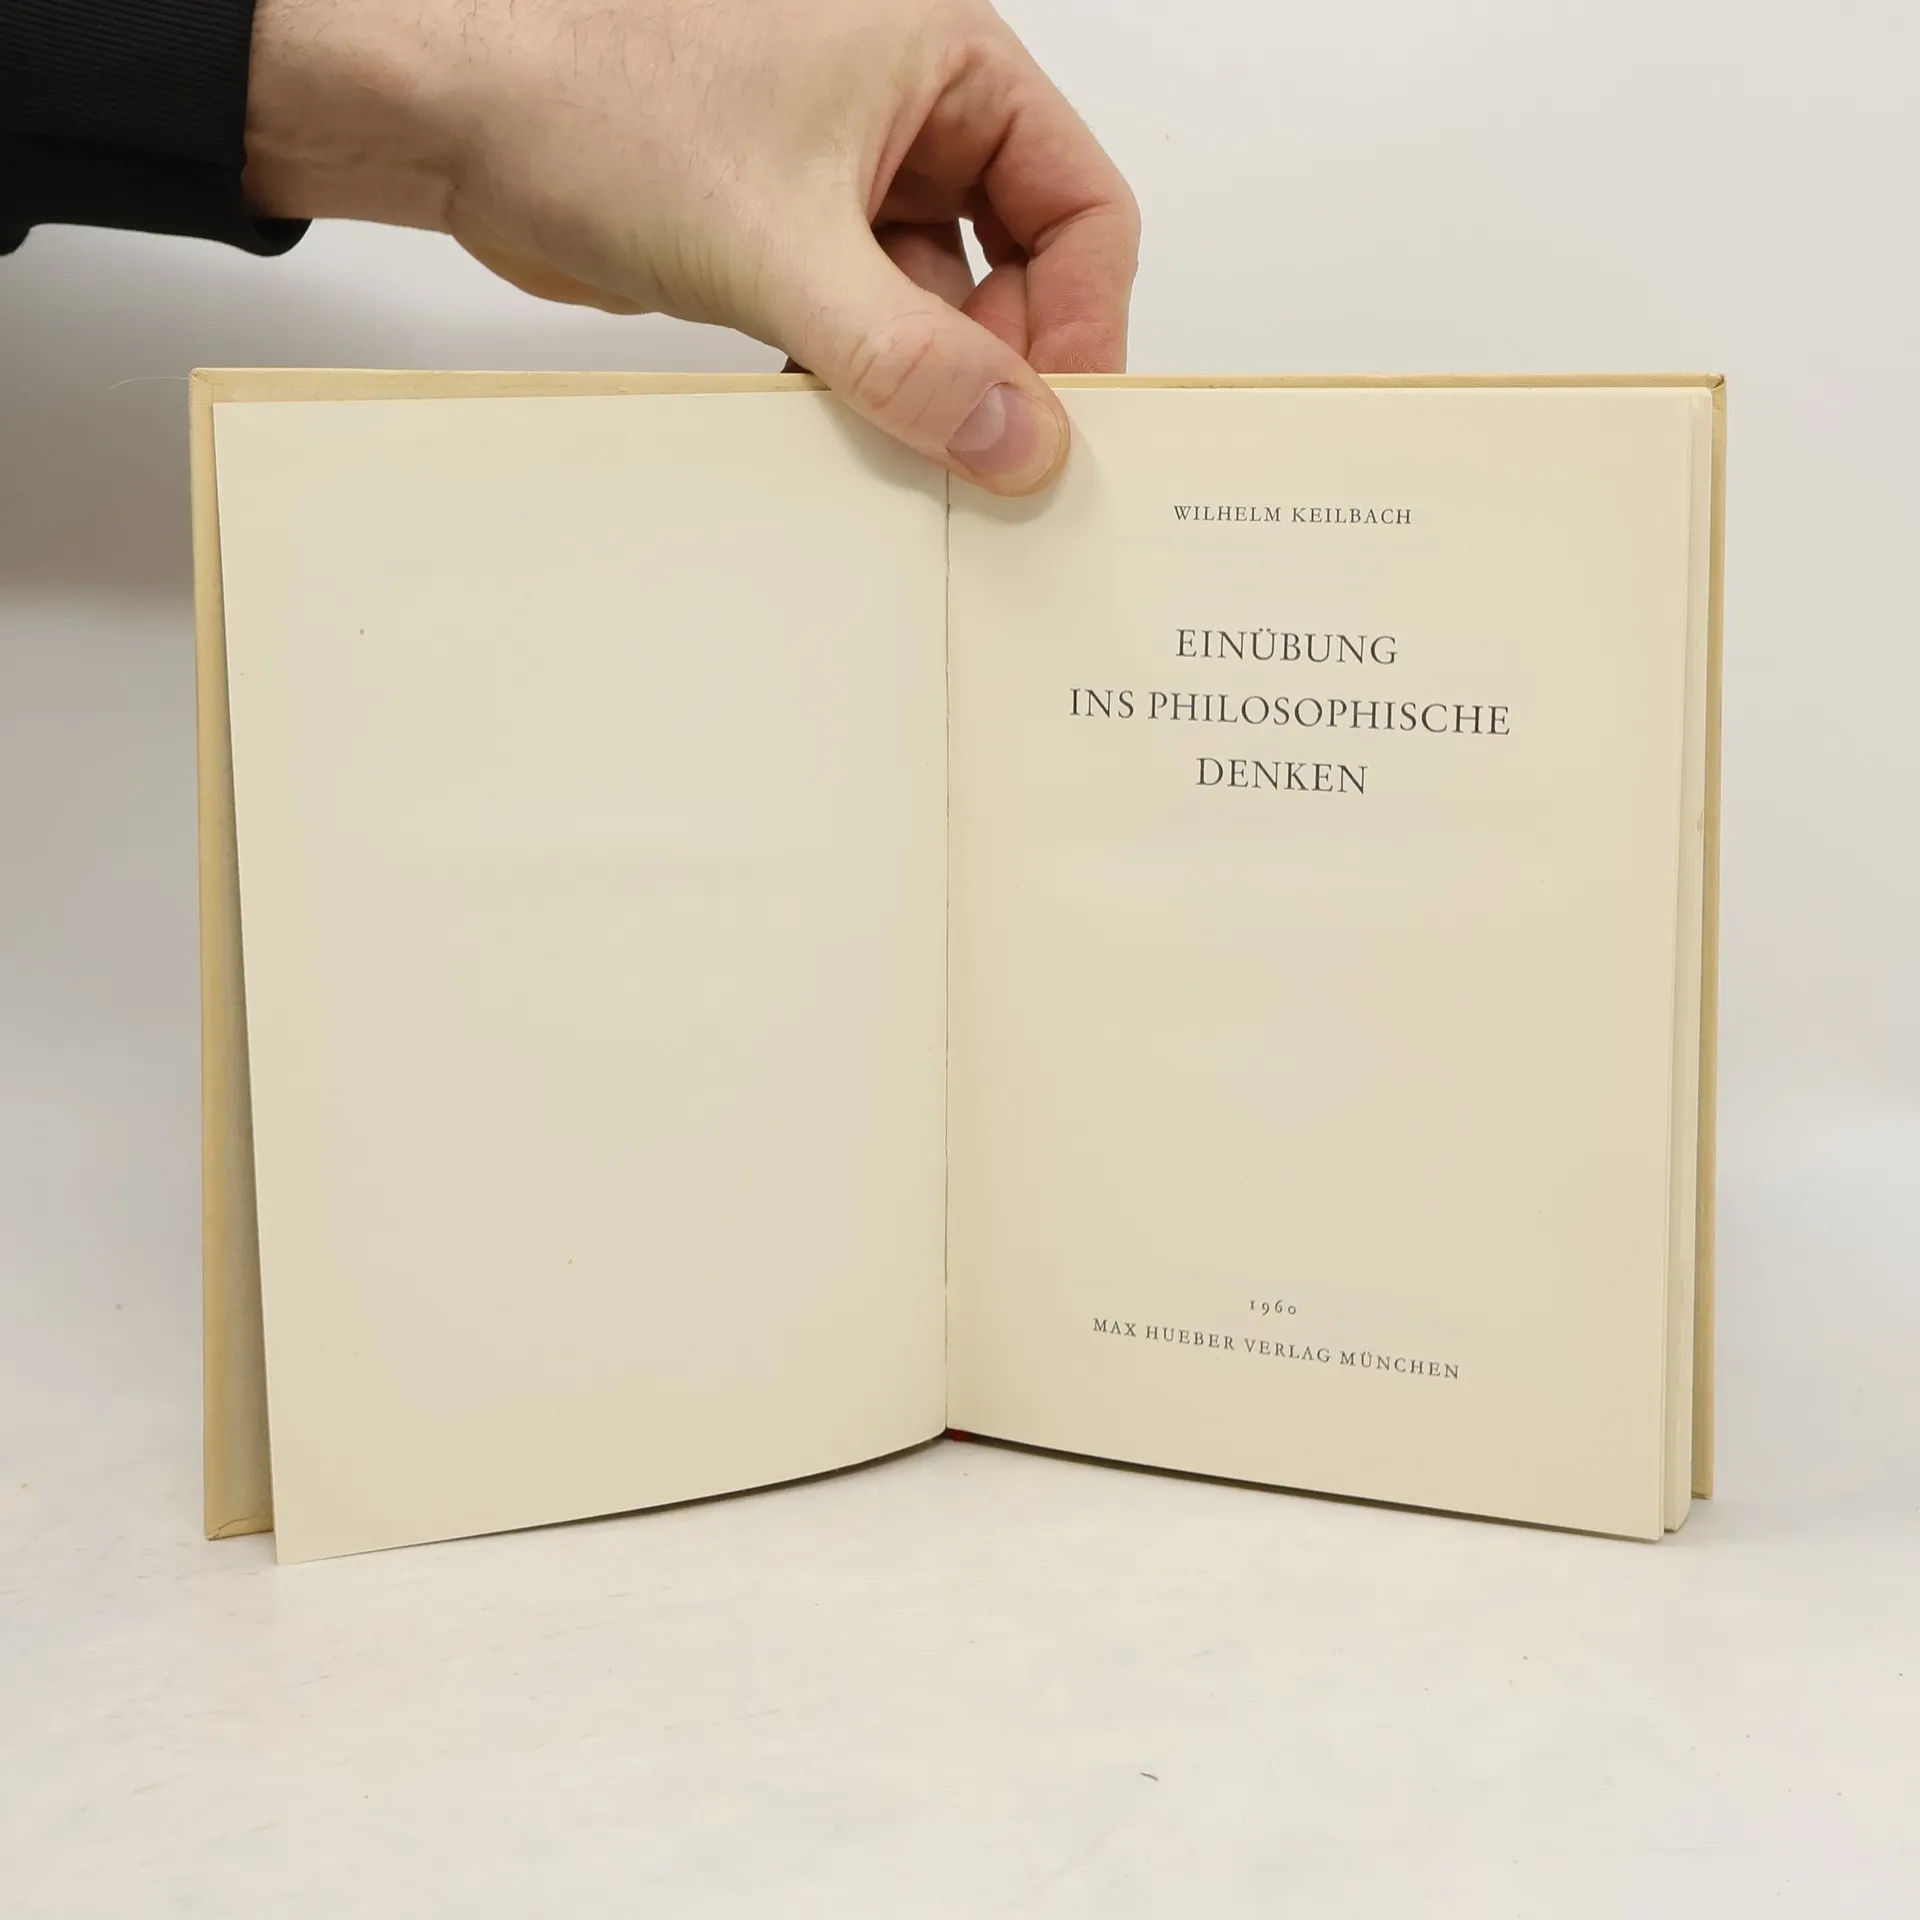 WILHELM KEILBACH
EINÜBUNG
INS PHILOSOPHISCHE
DENKEN
1960
MAX HUEBER VERLAG MÜNCHEN